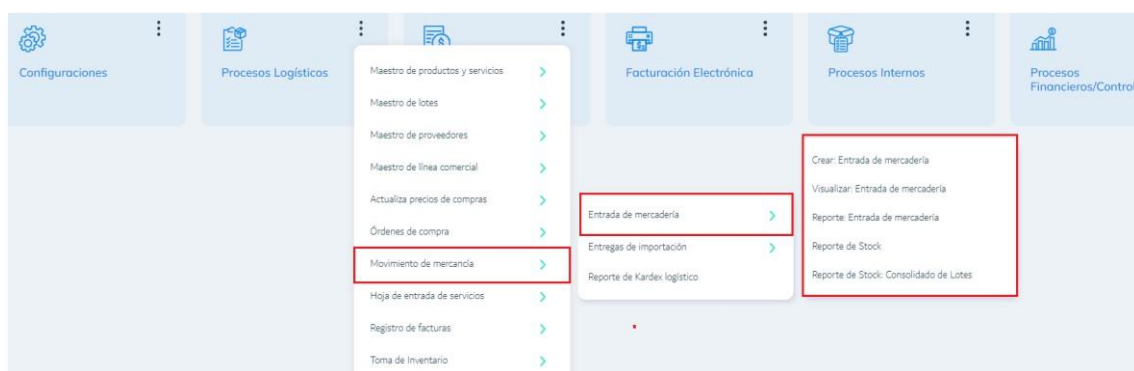 Configuraciones
Procesos Logísticos
Facturación Electrónica
Procesos Internos
Procesos
Financieros/Control
Maestro de productos y servicios
Maestro de lotes
Maestro de proveedores
Maestro de línea comercial
Actualiza precios de compras
Órdenes de compra
Movimiento de mercancía
Hoja de entrada de servicios
Registro de facturas
Toma de Inventario
Entrada de mercadería
Entregas de importación
Reporte de Kardex logístico
Crear: Entrada de mercadería
Visualizar: Entrada de mercadería
Reporte: Entrada de mercadería
Reporte de Stock
Reporte de Stock: Consolidado de Lotes